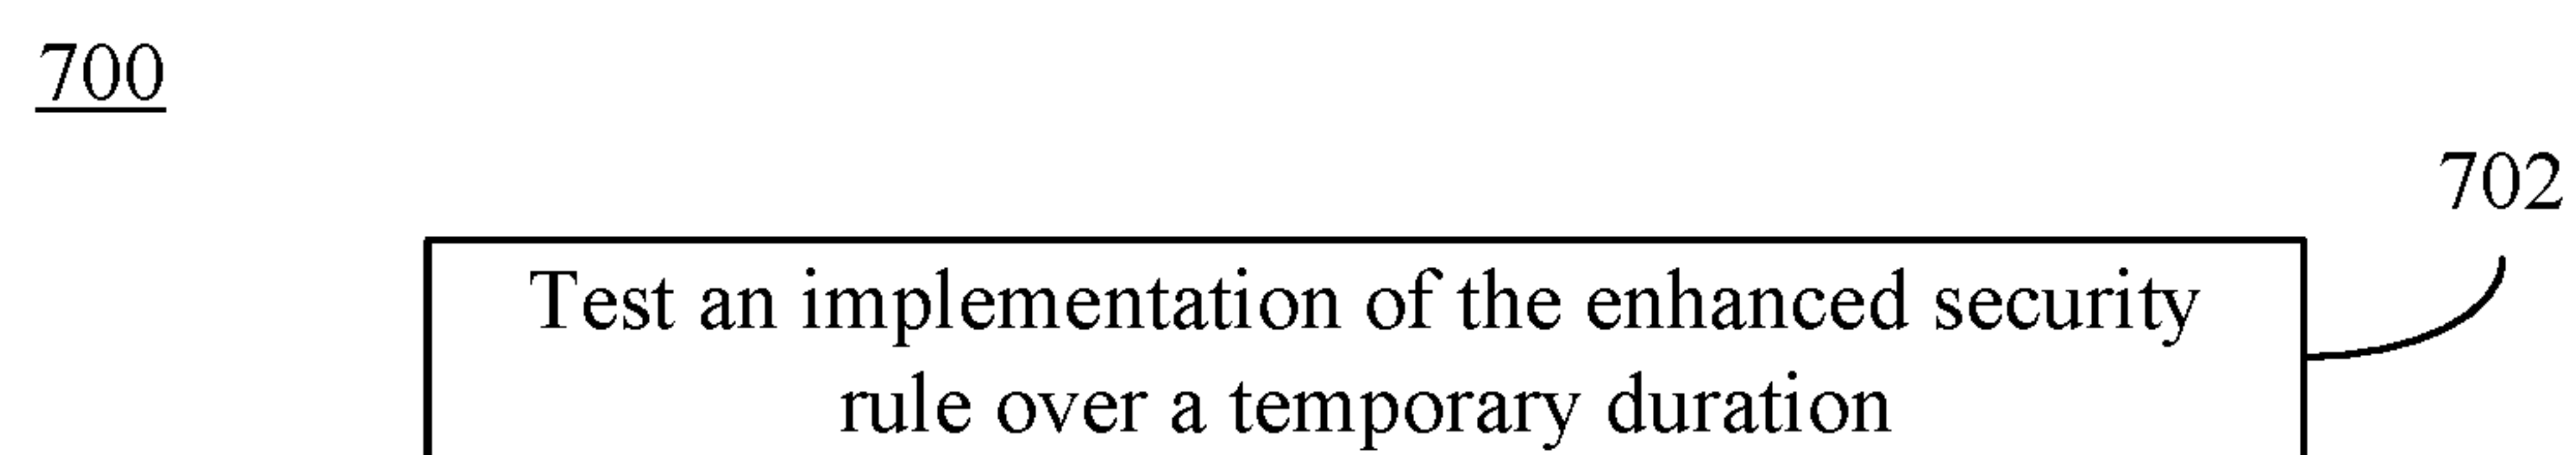 700
702
Test an implementation of the enhanced security
rule over a temporary duration